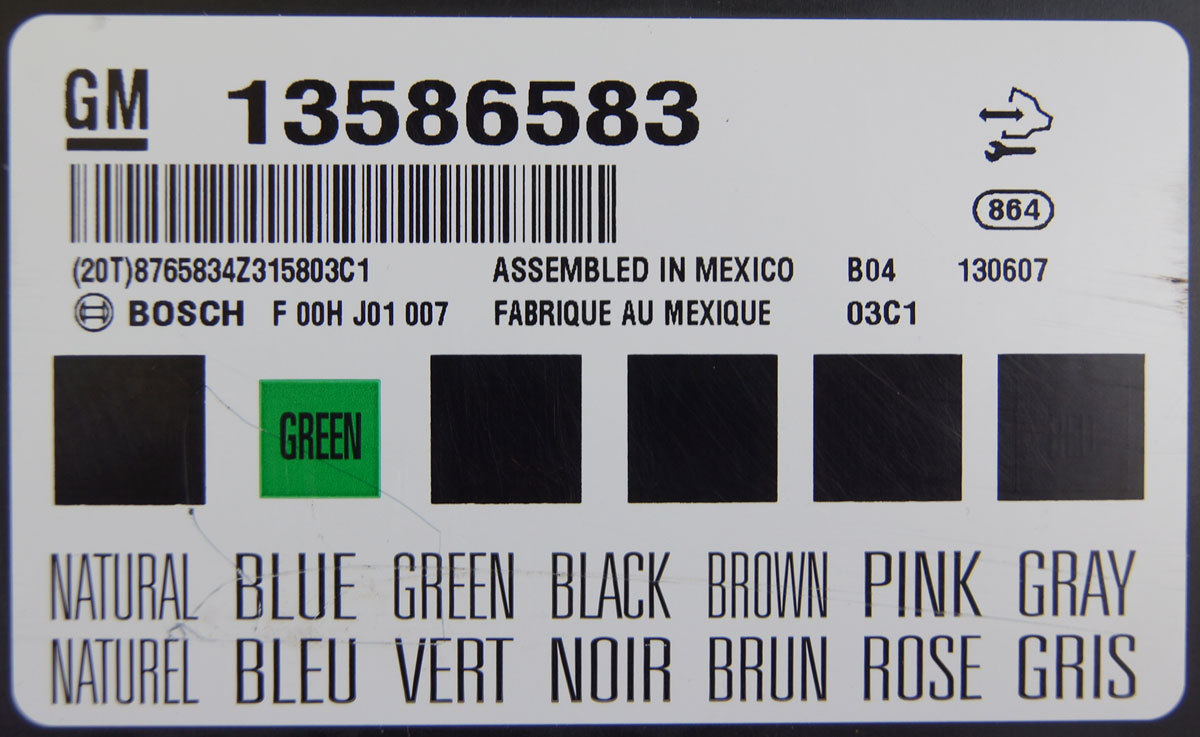 GM 13586583
864
(20T)8765834Z315803C1 ASSEMBLED IN MEXICO B04 130607
BOSCH F 00H J01 007 FABRIQUE AU MEXIQUE 03C1
GREEN
NATURAL BLUE GREEN BLACK BROWN PINK GRAY
NATUREL BLEU VERT NOIR BRUN ROSE GRIS